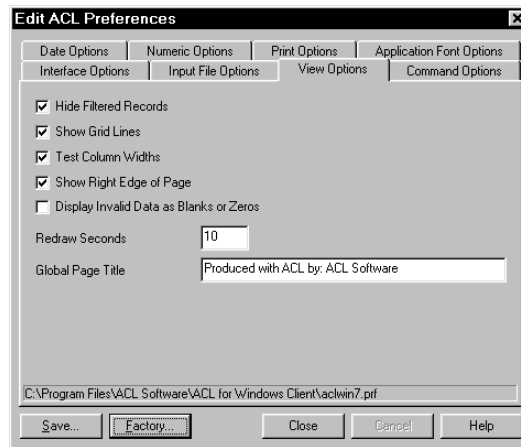 Edit ACL Preferences
Date Options Numeric Options Print Options Application Font Options
Interface Options Input File Options View Options Command Options
Hide Filtered Records
Show Grid Lines
Test Column Widths
Show Right Edge of Page
Display Invalid Data as Blanks or Zeros
Redraw Seconds 10
Global Page Title Produced with ACL by: ACL Software
C:\Program Files\ACL Software\ACL for Windows Client\aclwin7.prf
Save... Factory... Close Cancel Help